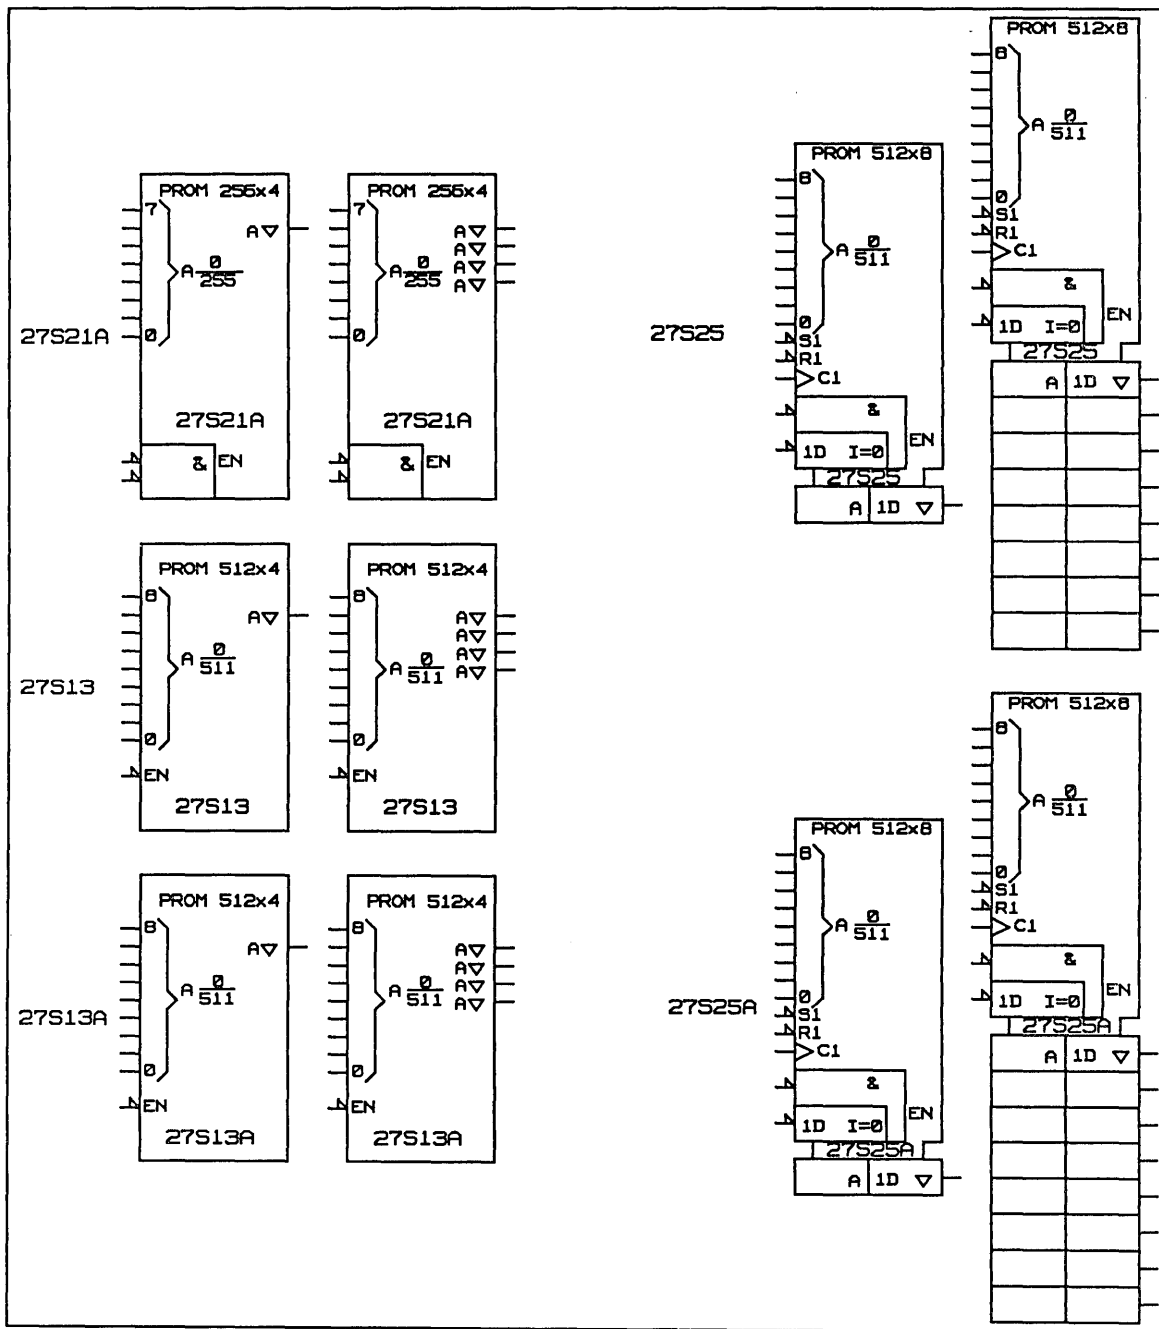 PROM 256x4
7
A▽
A 0
255
27S21A
0
27S21A
& EN
PROM 256x4
7
A▽
A▽
A▽
A▽
A 0
255
0
27S21A
& EN
PROM 512x4
8
A▽
A 0
511
27S13
0
EN
27S13
PROM 512x4
8
A▽
A▽
A▽
A▽
A 0
511
0
EN
27S13
PROM 512x4
8
A▽
A 0
511
27S13A
0
EN
27S13A
PROM 512x4
8
A▽
A▽
A▽
A▽
A 0
511
0
EN
27S13A
PROM 512x8
8
A 0
511
27S25
0
S1
R1
C1
&
EN
1D I=0
27S25
A 1D ▽
PROM 512x8
8
A 0
511
0
S1
R1
C1
&
EN
1D I=0
27S25
A 1D ▽
PROM 512x8
8
A 0
511
27S25A
0
S1
R1
C1
&
EN
1D I=0
27S25A
A 1D ▽
PROM 512x8
8
A 0
511
0
S1
R1
C1
&
EN
1D I=0
27S25A
A 1D ▽